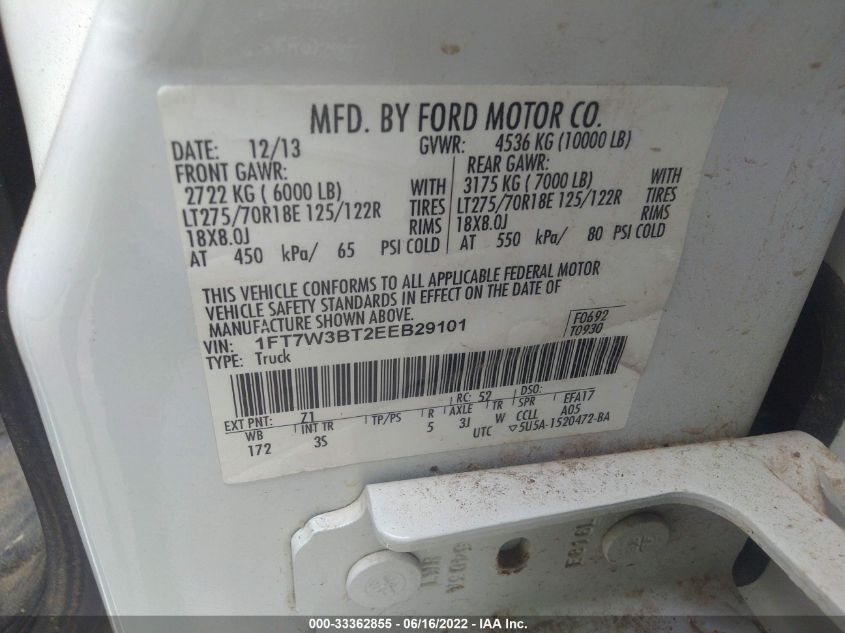 MFD. BY FORD MOTOR CO.
DATE: 12/13 GVWR: 4536 KG (10000 LB)
FRONT GAWR: REAR GAWR:
2722 KG ( 6000 LB) WITH 3175 KG ( 7000 LB) WITH
LT275/70R18E 125/122R TIRES LT275/70R18E 125/122R TIRES
18X8.0J RIMS 18X8.0J RIMS
AT 450 kPa/ 65 PSI COLD AT 550 kPa/ 80 PSI COLD
THIS VEHICLE CONFORMS TO ALL APPLICABLE FEDERAL MOTOR
VEHICLE SAFETY STANDARDS IN EFFECT ON THE DATE OF
MANUFACTURE SHOWN ABOVE.
VIN: 1FT7W3BT2EEB29101 F0692
TYPE: Truck T0930
EXT PNT: Z1 RC: 52 DSO:
WB INT TR TP/PS R AXLE TR SPR EFA17
172 3S 5 3J W CCLL A05
UTC ▽5U5A-1520472-BA
E818L
000-33362855 - 06/16/2022 - IAA Inc.